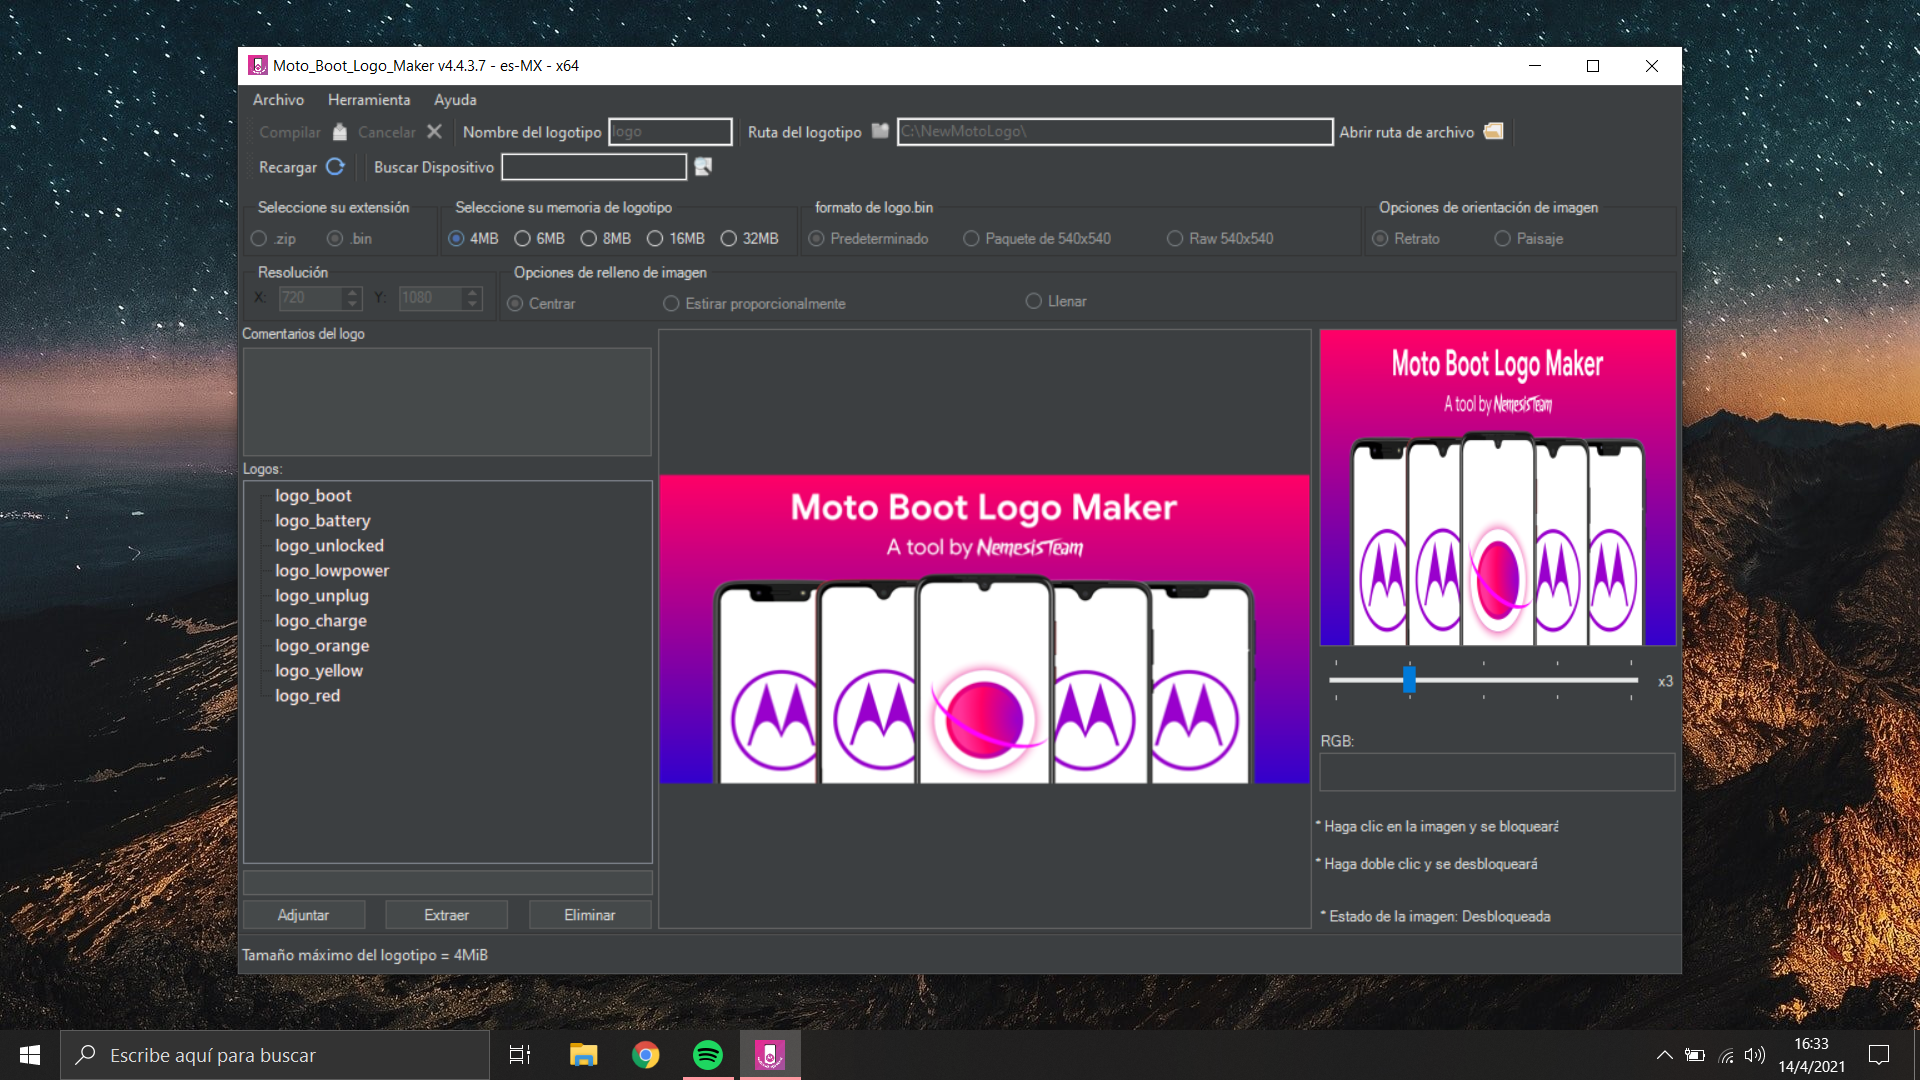 Moto_Boot_Logo_Maker v4.4.3.7 - es-MX - x64
Archivo Herramienta Ayuda
Compilar Cancelar Nombre del logotipo logo Ruta del logotipo C:\NewMotoLogo\ Abrir ruta de archivo
Recargar Buscar Dispositivo
Seleccione su extensión Seleccione su memoria de logotipo formato de logo.bin Opciones de orientación de imagen
.zip .bin 4MB 6MB 8MB 16MB 32MB Predeterminado Paquete de 540x540 Raw 540x540 Retrato Paisaje
Resolución Opciones de relleno de imagen
X: 720 Y: 1080 Centrar Estirar proporcionalmente Llenar
Comentarios del logo
Logos:
logo_boot
logo_battery
logo_unlocked
logo_lowpower
logo_unplug
logo_charge
logo_orange
logo_yellow
logo_red
Adjuntar Extraer Eliminar
Moto Boot Logo Maker
A tool by NemesisTeam
Moto Boot Logo Maker
A tool by NemesisTeam
x3
RGB:
* Haga clic en la imagen y se bloqueará
* Haga doble clic y se desbloqueará
* Estado de la imagen: Desbloqueada
Tamaño máximo del logotipo = 4MiB
Escribe aquí para buscar
16:33
14/4/2021